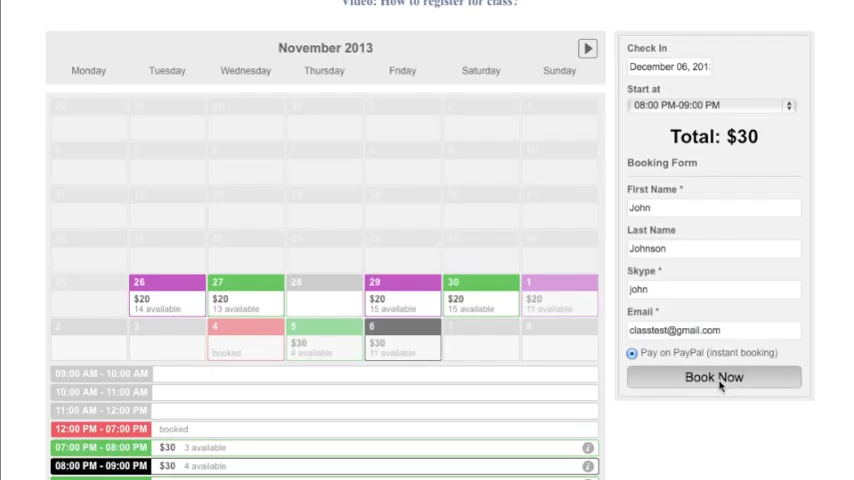 Video: How to register for class?
November 2013
Monday Tuesday Wednesday Thursday Friday Saturday Sunday
26 27 28 29 30 1
$20 $20 $20 $20 $20
14 available 13 available 15 available 15 available 11 available
2 3 4 5 6 7 8
$30 $30
booked 4 available 11 available
09:00 AM - 10:00 AM
10:00 AM - 11:00 AM
11:00 AM - 12:00 PM
12:00 PM - 07:00 PM booked
07:00 PM - 08:00 PM $30 3 available i
08:00 PM - 09:00 PM $30 4 available i
Check In
December 06, 201
Start at
08:00 PM-09:00 PM
Total: $30
Booking Form
First Name *
John
Last Name
Johnson
Skype *
john
Email *
classtest@gmail.com
Pay on PayPal (instant booking)
Book Now